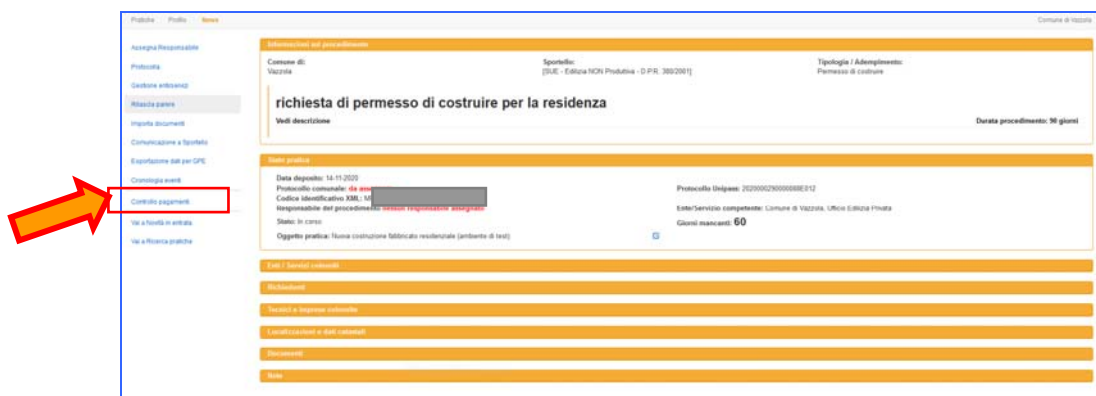 Pratiche Profilo News Comune di Vazzola
Assegna Responsabile
Protocolla
Gestione enti/servizi
Rilascia parere
Importa documenti
Comunicazione a Sportello
Esportazione dati per GPE
Cronologia eventi
Controllo pagamenti
Vai a Novità in entrata
Vai a Ricerca pratiche
Informazioni sul procedimento
Comune di: Sportello: Tipologia / Adempimento:
Vazzola [SUE - Edilizia NON Produttiva - D.P.R. 380/2001] Permesso di costruire
richiesta di permesso di costruire per la residenza
Vedi descrizione Durata procedimento: 90 giorni
Stato pratica
Data deposito: 14-11-2020
Protocollo comunale: da Protocollo Unipass:
Codice identificativo XML:
Responsabile del procedimento nessun responsabile assegnato Ente/Servizio competente: Comune di Vazzola, Ufficio Edilizia Privata
Stato: In corso Giorni mancanti: 60
Oggetto pratica: Nuova costruzione fabbricato residenziale (ambiente di test)
Enti / Servizi coinvolti
Richiedenti
Tecnici e imprese coinvolte
Localizzazioni e dati catastali
Documenti
Note